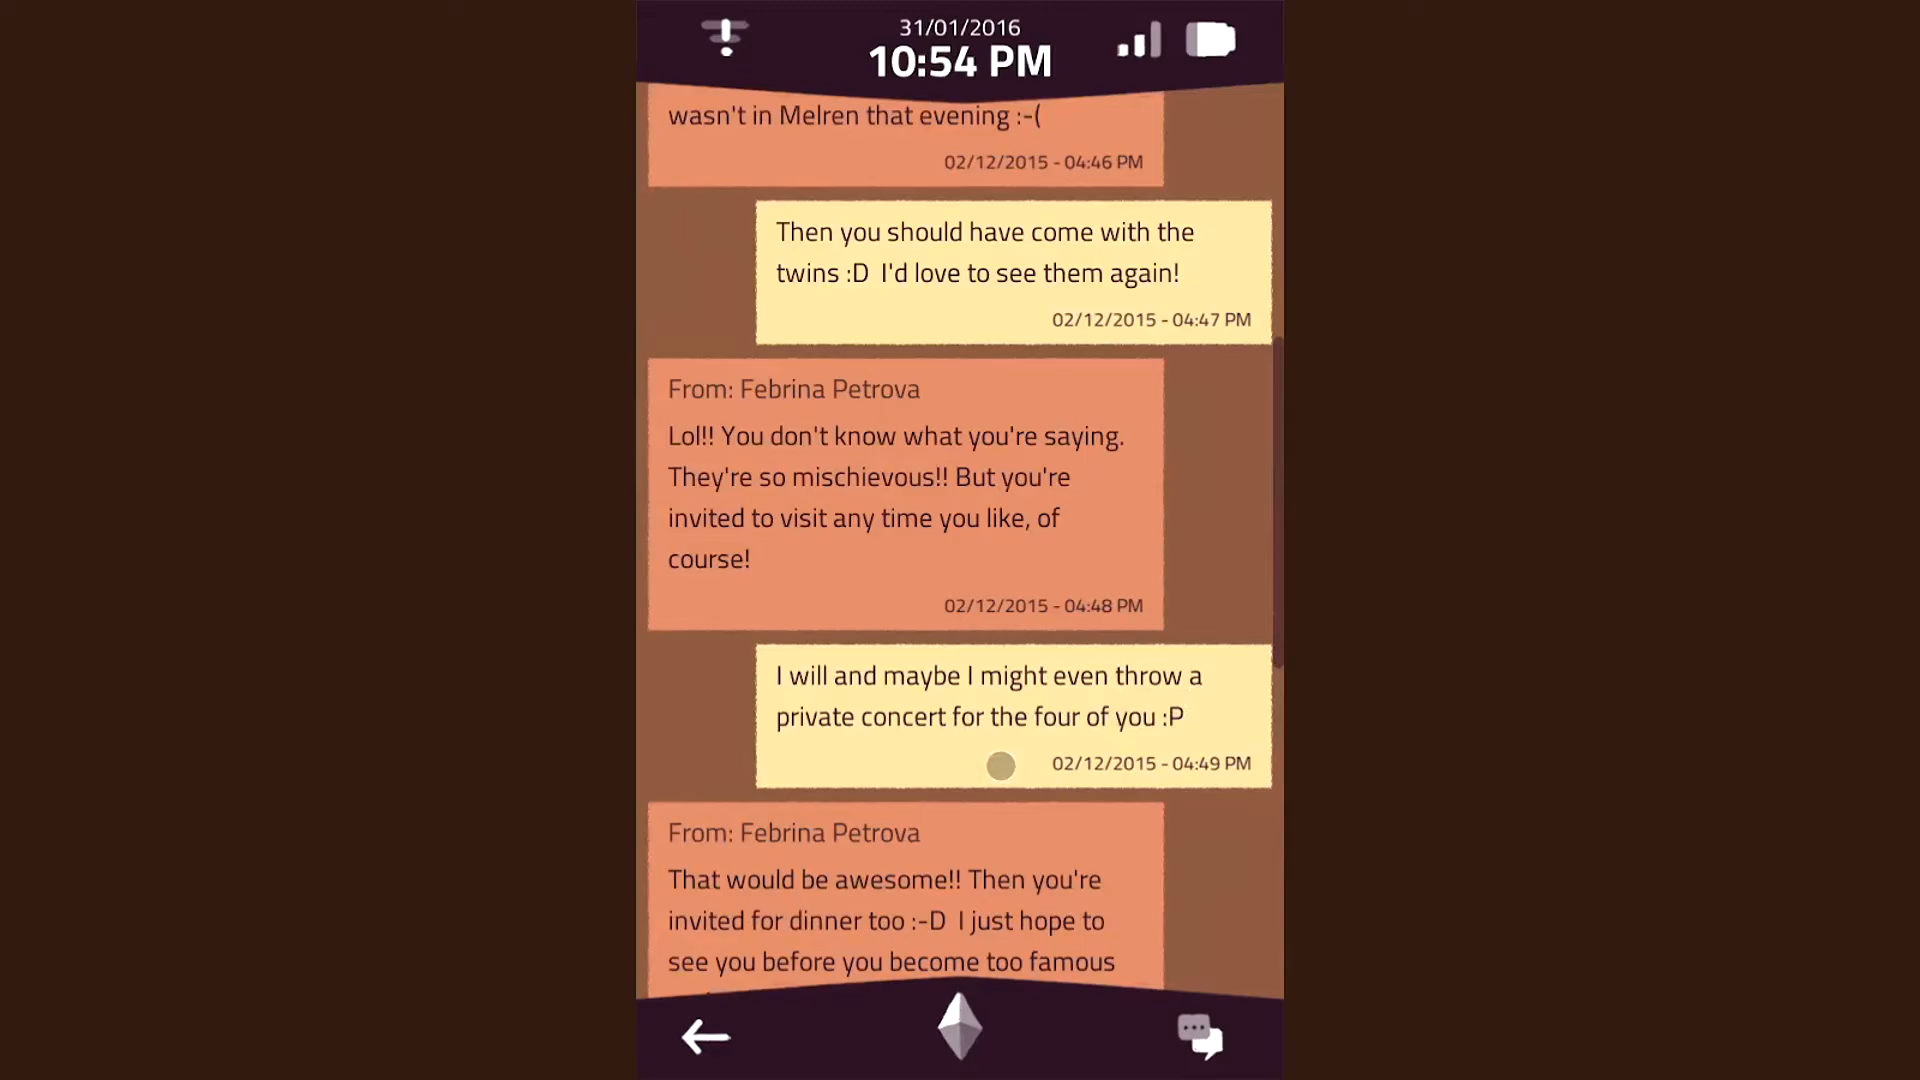 31/01/2016
10:54 PM
wasn't in Melren that evening :-(
02/12/2015 - 04:46 PM
Then you should have come with the
twins :D I'd love to see them again!
02/12/2015 - 04:47 PM
From: Febrina Petrova
Lol!! You don't know what you're saying.
They're so mischievous!! But you're
invited to visit any time you like, of
course!
02/12/2015 - 04:48 PM
I will and maybe I might even throw a
private concert for the four of you :P
02/12/2015 - 04:49 PM
From: Febrina Petrova
That would be awesome!! Then you're
invited for dinner too :-D I just hope to
see you before you become too famous